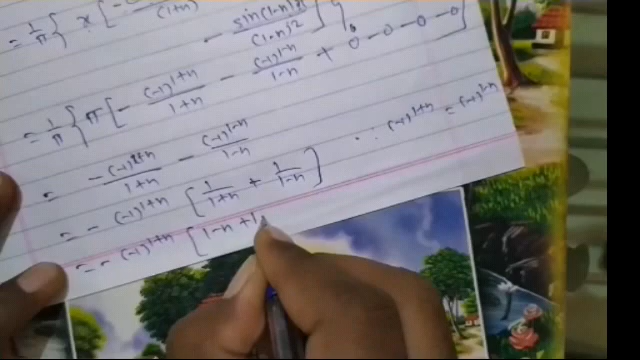 = 1/π { x [ - (1+n)
- sin(1-n)π / (1-n)² ] }
= 1/π { π [ - (-1)^{1+n} / 1+n - (-1)^{1-n} / 1-n + 0 - 0 - 0 - 0 ]
= - (-1)^{1+n} / 1+n - (-1)^{1-n} / 1-n
= - (-1)^{1+n} [ 1 / 1+n + 1 / 1-n ] ∵ (-1)^{1+n} = (-1)^{1-n}
= - (-1)^{1+n} [ 1-n+1